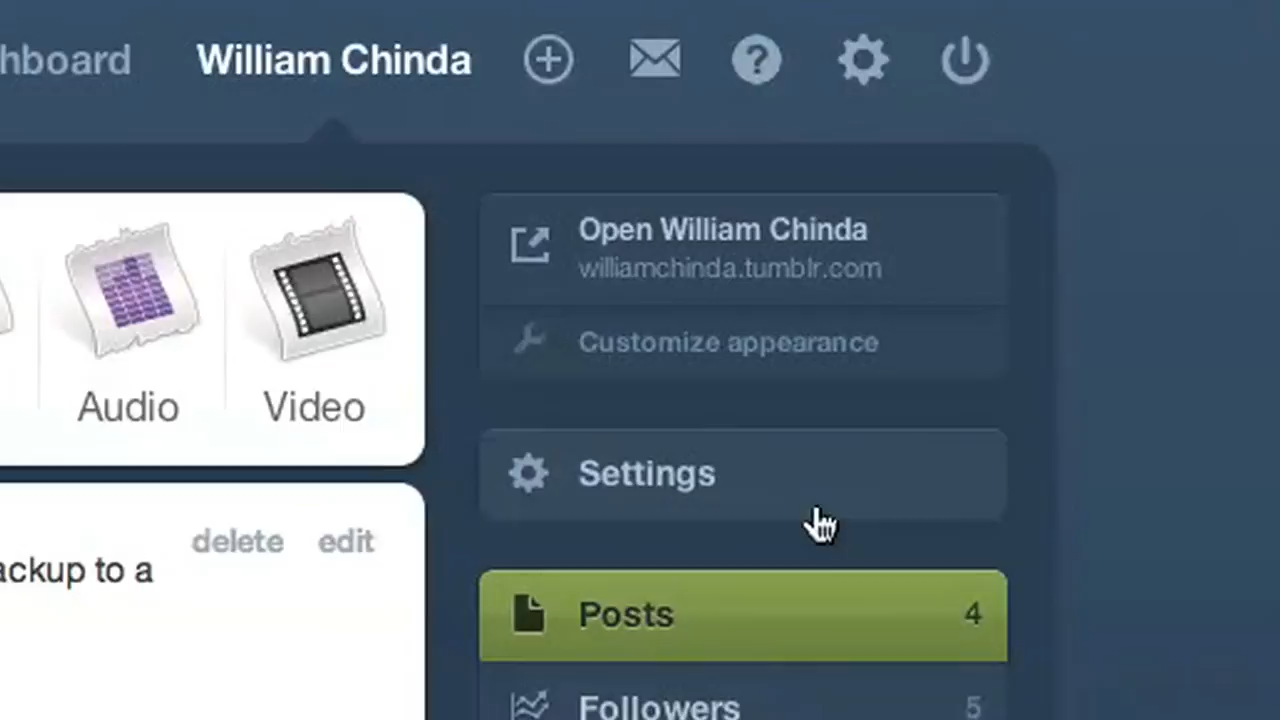 hboard William Chinda
Open William Chinda
williamchinda.tumblr.com
Customize appearance
Audio Video
Settings
delete edit
ackup to a
Posts 4
Followers 5